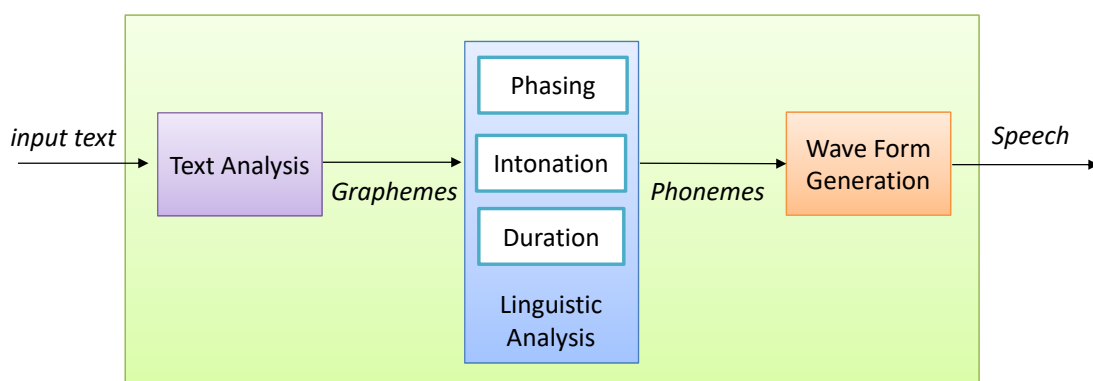 input text
Text Analysis
Graphemes
Phasing
Intonation
Duration
Linguistic
Analysis
Phonemes
Wave Form
Generation
Speech